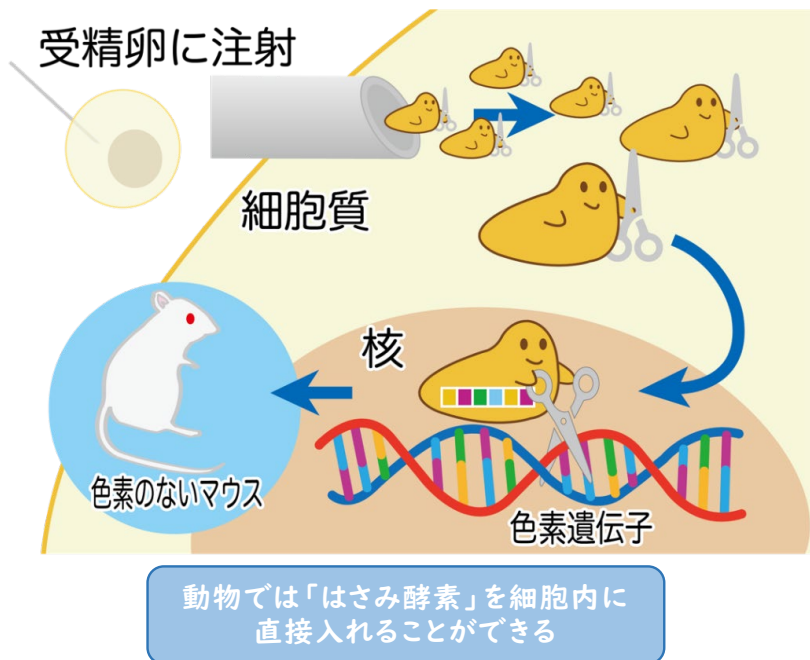 受精卵に注射
細胞質
核
色素のないマウス
色素遺伝子
動物では「はさみ酵素」を細胞内に
直接入れることができる